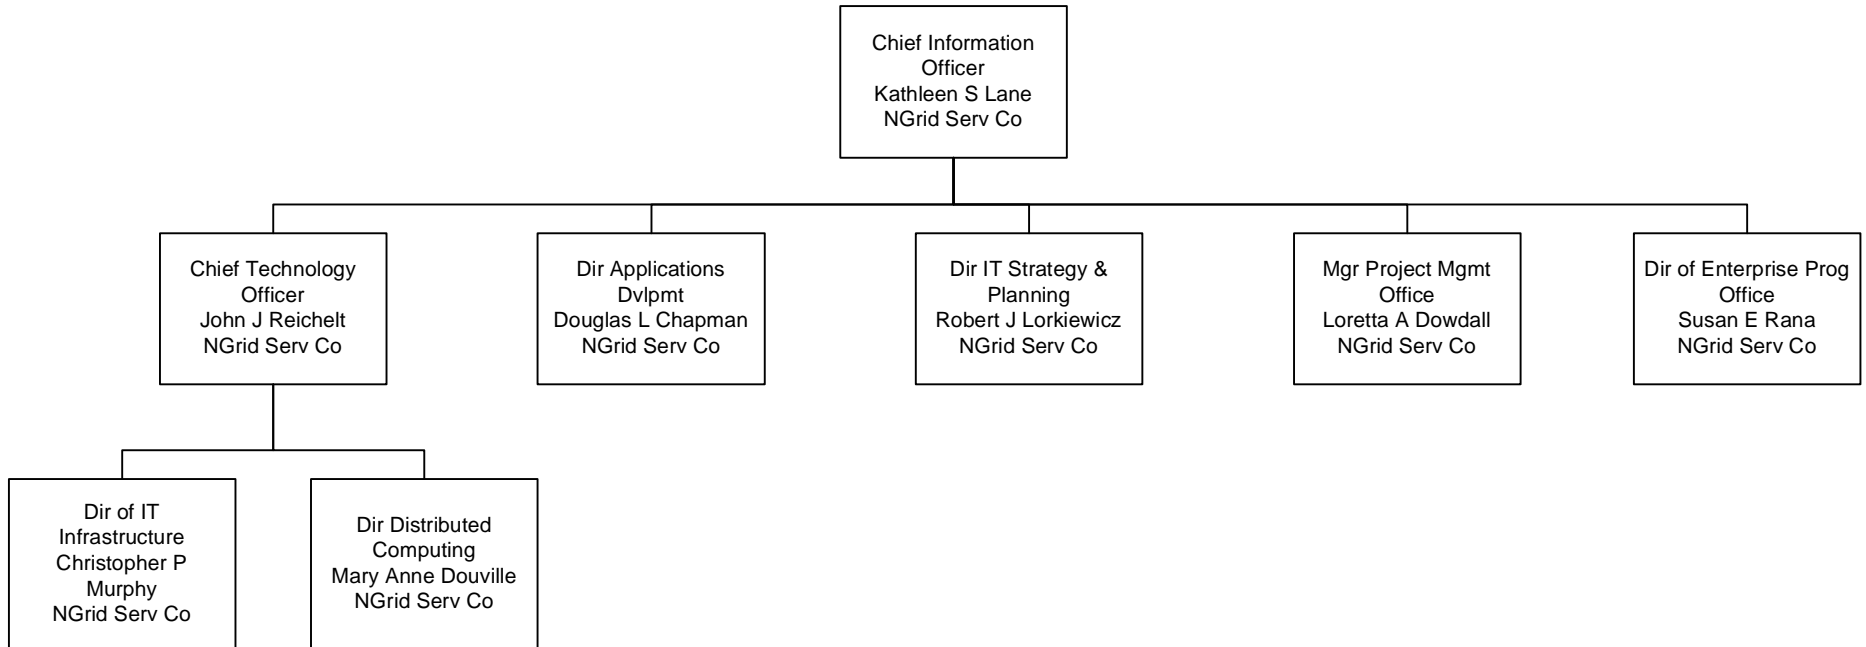 Chief Information
Officer
Kathleen S Lane
NGrid Serv Co
Chief Technology
Officer
John J Reichelt
NGrid Serv Co
Dir Applications
Dvlpmt
Douglas L Chapman
NGrid Serv Co
Dir IT Strategy &
Planning
Robert J Lorkiewicz
NGrid Serv Co
Mgr Project Mgmt
Office
Loretta A Dowdall
NGrid Serv Co
Dir of Enterprise Prog
Office
Susan E Rana
NGrid Serv Co
Dir of IT
Infrastructure
Christopher P
Murphy
NGrid Serv Co
Dir Distributed
Computing
Mary Anne Douville
NGrid Serv Co